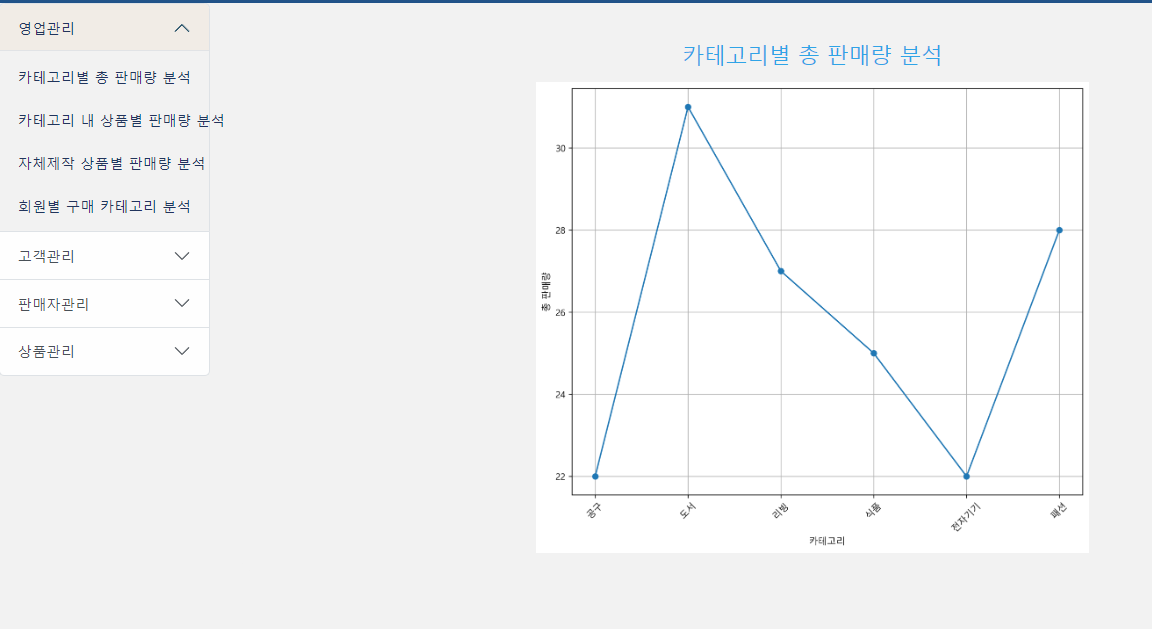 영업관리
카테고리별 총 판매량 분석
카테고리 내 상품별 판매량 분석
자체제작 상품별 판매량 분석
회원별 구매 카테고리 분석
고객관리
판매자관리
상품관리
카테고리별 총 판매량 분석
총 판매량
30
28
26
24
22
공구
도서
리빙
식품
전자기기
패션
카테고리